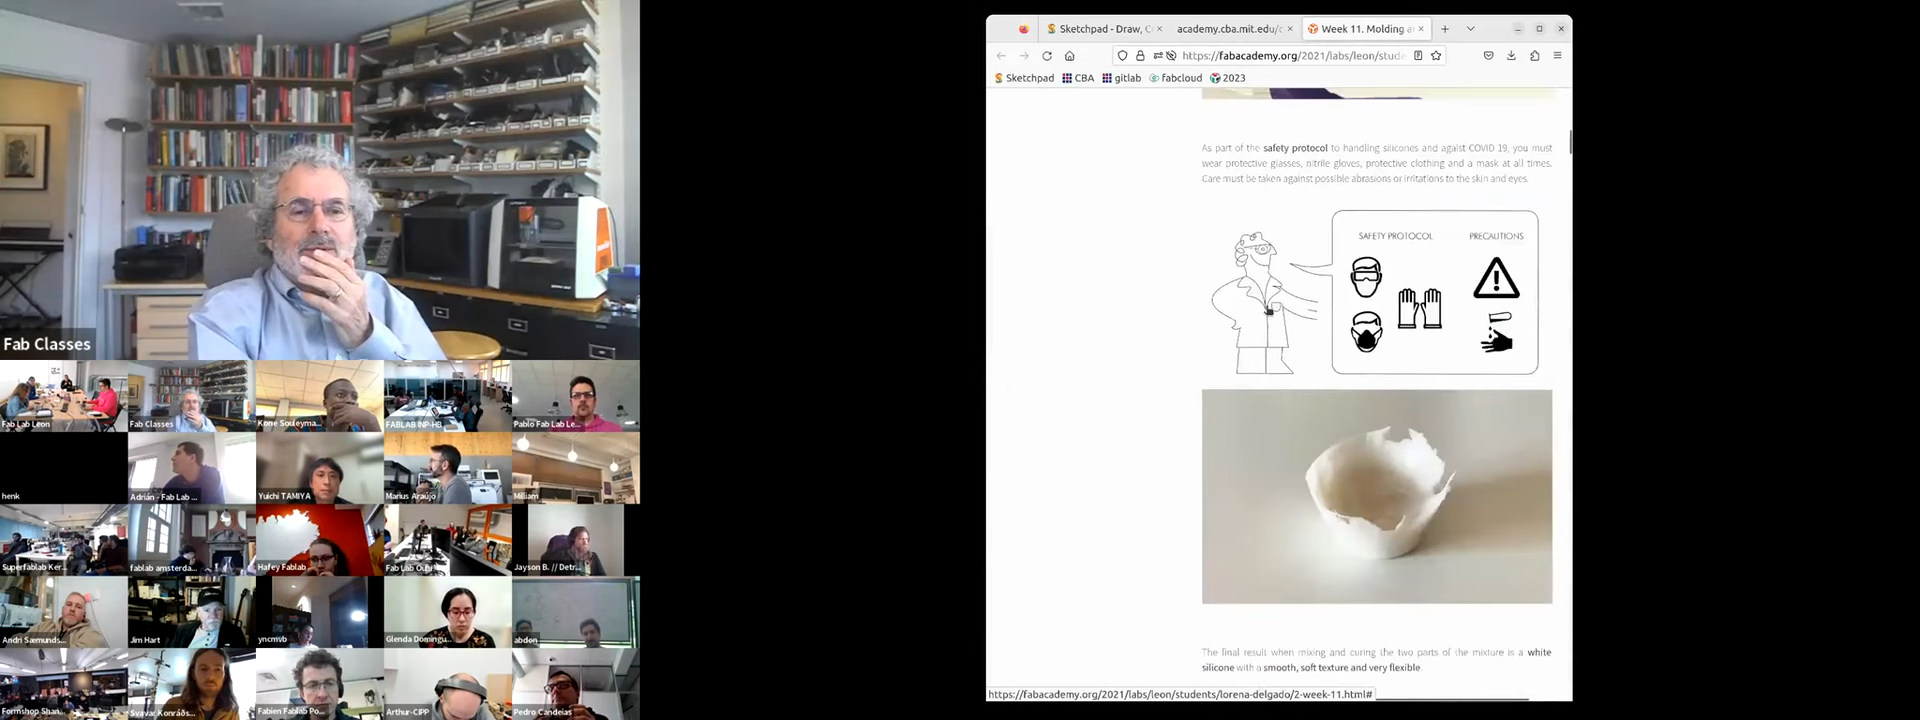 Fab Classes
Fab Lab Leon
Fab Classes
Kone Souleyma...
FABLAB INP-HB
Pablo Fab Lab Le...
henk
Adrián - Fab Lab ...
Yuichi TAMIYA
Marius Araújo
Miliam
Superfablab Ker...
fablab amsterda...
Hafey Fablab
Fab Lab Oulu
Jayson B. // Detr...
Andri Sæmunds...
Jim Hart
yncmvb
Glenda Domingu...
abdon
Formshop Shan...
Svavar Konráðs...
Fabien Fablab Po...
Arthur-CIPP
Pedro Candeias
Sketchpad - Draw, C
academy.cba.mit.edu/c
Week 11. Molding a
https://fabacademy.org/2021/labs/leon/stude
Sketchpad CBA gitlab fabcloud 2023
As part of the safety protocol to handling silicones and agaist COVID 19, you must
wear protective glasses, nitrile gloves, protective clothing and a mask at all times.
Care must be taken against possible abrasions or irritations to the skin and eyes.
SAFETY PROTOCOL PRECAUTIONS
The final result when mixing and curing the two parts of the mixture is a white
silicone with a smooth, soft texture and very flexible
https://fabacademy.org/2021/labs/leon/students/lorena-delgado/2-week-11.html#